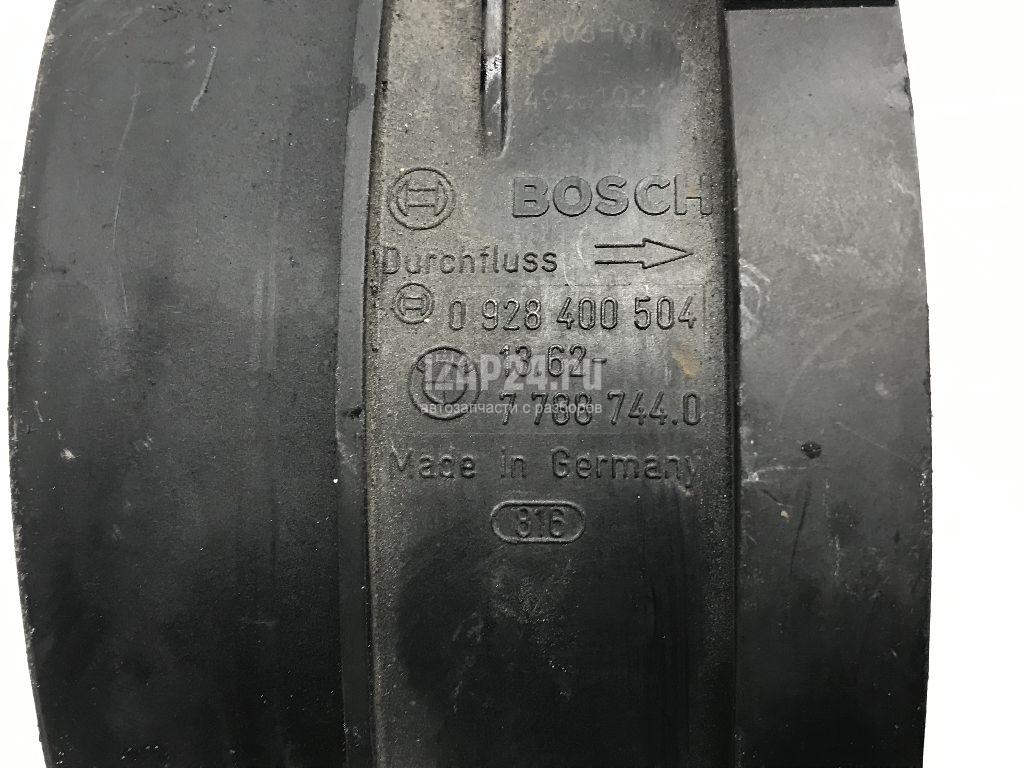 BOSCH
Durchfluss
0 928 400 504
13.62-
7 788 744.0
IZAP24.ru
автозапчасти с разборов
Made in Germany
816